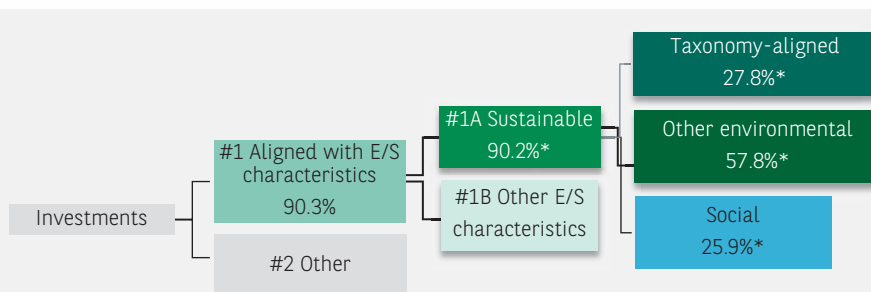 Investments
#1 Aligned with E/S
characteristics
90.3%
#2 Other
#1A Sustainable
90.2%*
#1B Other E/S
characteristics
Taxonomy-aligned
27.8%*
Other environmental
57.8%*
Social
25.9%*